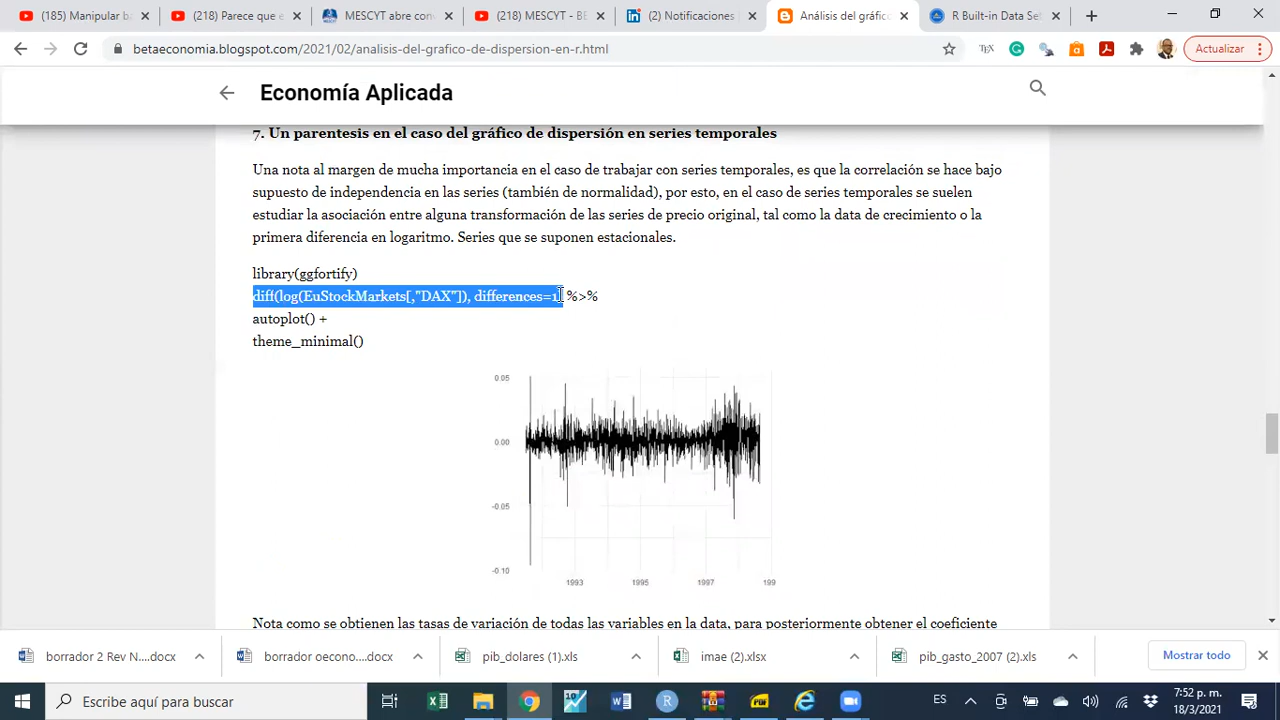 (185) Manipular ba
(218) Parece que e
MESCYT abre con
(218) MESCYT - BE
(2) Notificaciones
Análisis del gráfico
R Built-in Data Set
betaeconomia.blogspot.com/2021/02/analisis-del-grafico-de-dispersion-en-r.html
TEX
Actualizar
Economía Aplicada
7. Un parentesis en el caso del gráfico de dispersión en series temporales
Una nota al margen de mucha importancia en el caso de trabajar con series temporales, es que la correlación se hace bajo
supuesto de independencia en las series (también de normalidad), por esto, en el caso de series temporales se suelen
estudiar la asociación entre alguna transformación de las series de precio original, tal como la data de crecimiento o la
primera diferencia en logaritmo. Series que se suponen estacionales.
library(ggfortify)
diff(log(EuStockMarkets[,"DAX"]), differences=1) %>%
autoplot() +
theme_minimal()
0.05
0.00
-0.05
-0.10
1993
1995
1997
199
Nota como se obtienen las tasas de variación de todas las variables en la data, para posteriormente obtener el coeficiente
borrador 2 Rev N....docx
borrador oecono....docx
pib_dolares (1).xls
imae (2).xlsx
pib_gasto_2007 (2).xls
Mostrar todo
Escribe aquí para buscar
ES
7:52 p. m.
18/3/2021